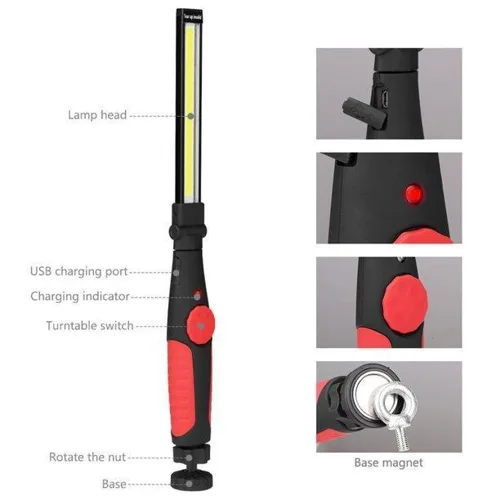 Lamp head
USB charging port
Charging indicator
Turntable switch
Rotate the nut
Base
Base magnet